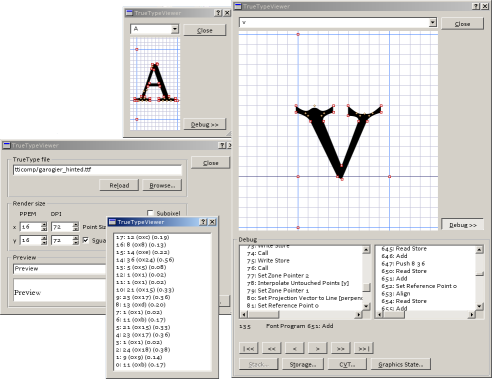 TrueTypeViewer
A
Close
Debug >>
TrueTypeViewer
v
Close
Debug >>
Debug
74: Call
75: Write Store
76: Call
77: Set Zone Pointer 2
78: Interpolate Untouched Points [y]
79: Set Zone Pointer 1
80: Set Projection Vector to Line [perpen
81: Set Reference Point 0
645: Read Store
646: Add
647: Push B 3 6
650: Read Store
651: Add
652: Set Reference Point 0
653: Align
654: Read Store
655: Add
135 Font Program 651: Add
|<< << < > >> >>|
Stack... Storage... CVT... Graphics State...
TrueTypeViewer
TrueType file
tticomp/garogier_hinted.ttf
Close
Reload Browse...
Render size
PPEM DPI
Subpixel
x 16 72 Point Size
y 16 72
Preview
Preview
Preview
TrueTypeViewer
17: 12 (0xc) (0.19)
16: 8 (0x8) (0.13)
15: 14 (0xe) (0.22)
14: 36 (0x24) (0.56)
13: 5 (0x5) (0.08)
12: 1 (0x1) (0.02)
11: 1 (0x1) (0.02)
10: 21 (0x15) (0.33)
9: 23 (0x17) (0.36)
8: 13 (0xd) (0.20)
7: 1 (0x1) (0.02)
6: 11 (0xb) (0.17)
5: 21 (0x15) (0.33)
4: 23 (0x17) (0.36)
3: 1 (0x1) (0.02)
2: 24 (0x18) (0.38)
1: 9 (0x9) (0.14)
0: 11 (0xb) (0.17)